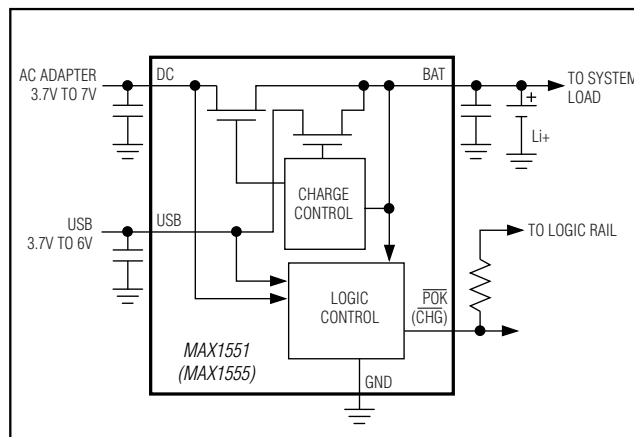 AC ADAPTER
3.7V TO 7V
DC
BAT
TO SYSTEM
LOAD
+
Li+
CHARGE
CONTROL
USB
3.7V TO 6V
USB
TO LOGIC RAIL
LOGIC
CONTROL
POK
(CHG)
MAX1551
(MAX1555)
GND